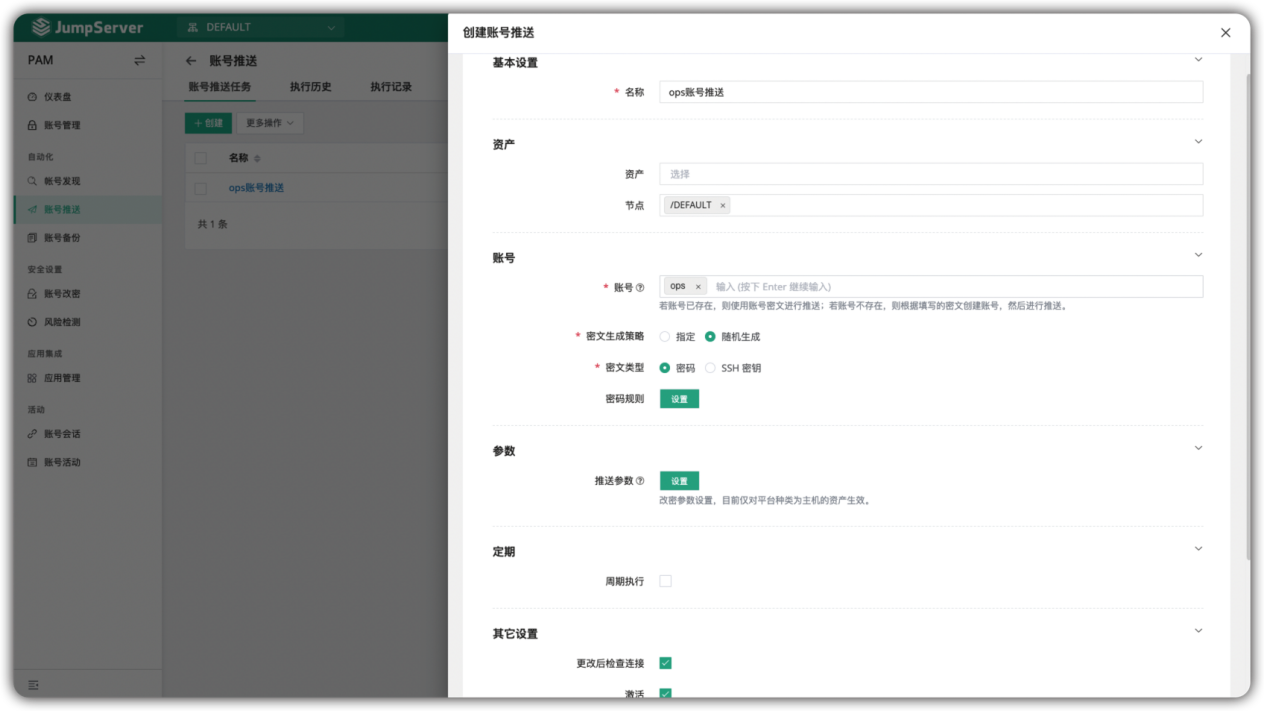 JumpServer
DEFAULT
PAM
仪表盘
账号管理
自动化
账号发现
账号推送
账号备份
安全设置
账号改密
风险检测
应用集成
应用管理
活动
账号会话
账号活动
账号推送
账号推送任务 执行历史 执行记录
+ 创建 更多操作
名称
ops账号推送
共 1 条
创建账号推送
基本设置
* 名称 ops账号推送
资产
资产 选择
节点 /DEFAULT ×
账号
* 账号 ops × 输入 (按下 Enter 继续输入)
若账号已存在，则使用账号密文进行推送；若账号不存在，则根据填写的密文创建账号，然后进行推送。
* 密文生成策略 指定 随机生成
* 密文类型 密码 SSH 密钥
密码规则 设置
参数
推送参数 设置
改密参数设置，目前仅对平台种类为主机的资产生效。
定期
周期执行
其它设置
更改后检查连接
激活